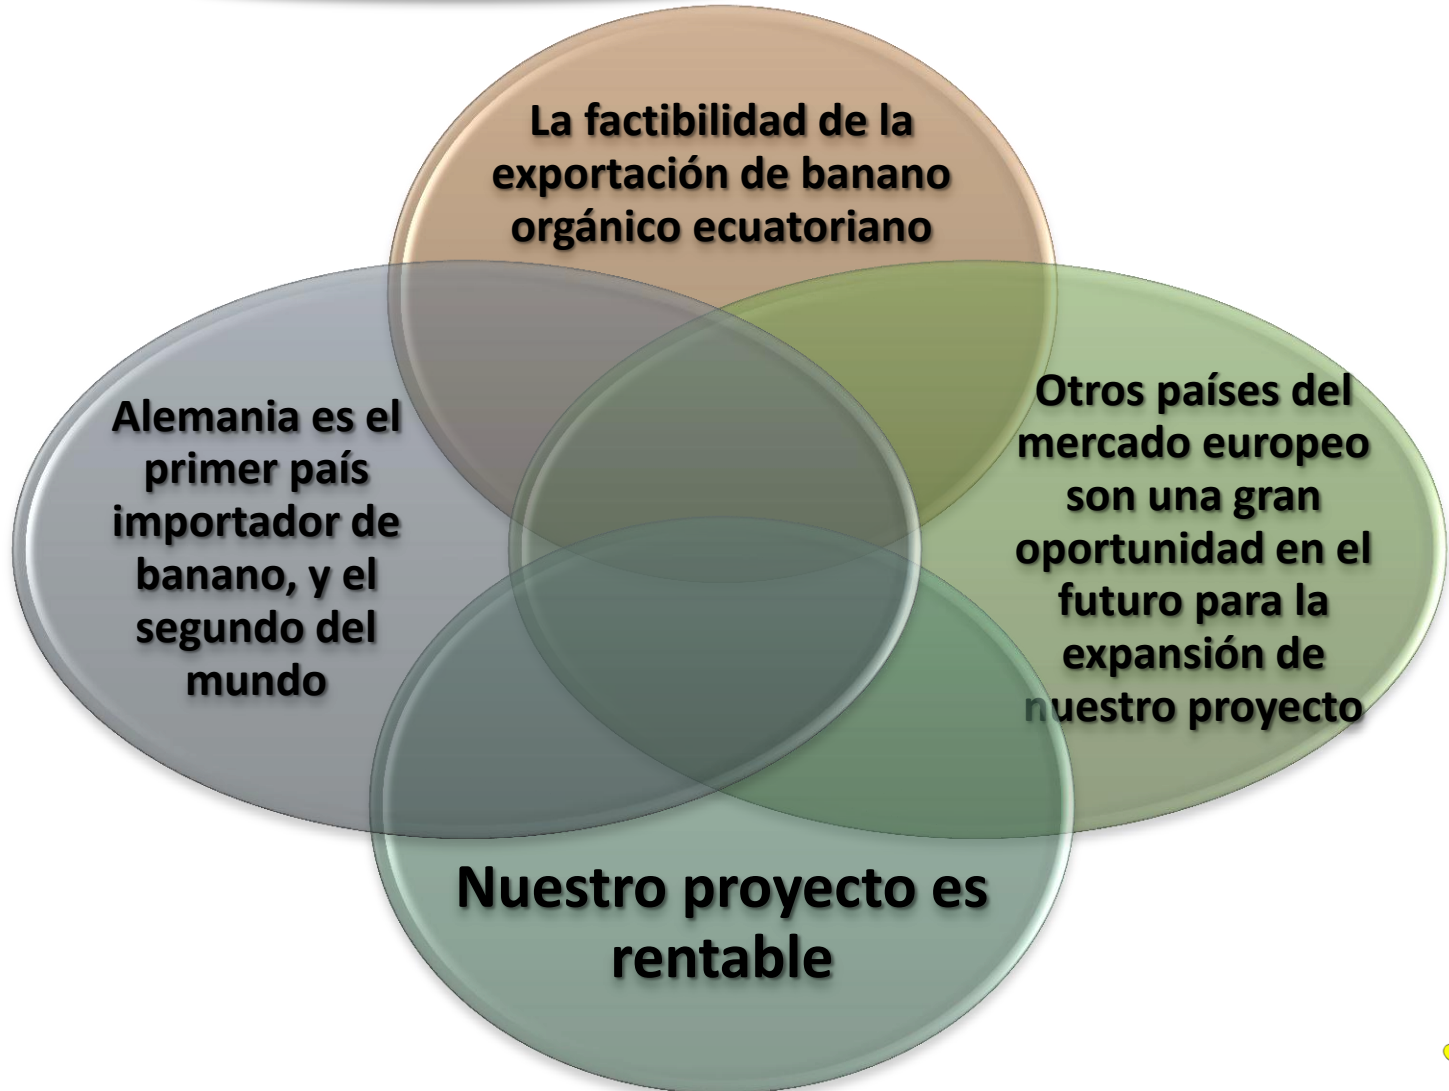 La factibilidad de la
exportación de banano
orgánico ecuatoriano
Alemania es el
primer país
importador de
banano, y el
segundo del
mundo
Otros países del
mercado europeo
son una gran
oportunidad en el
futuro para la
expansión de
nuestro proyecto
Nuestro proyecto es
rentable